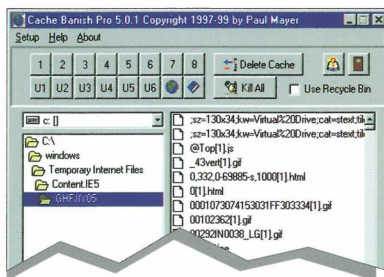 Cache Banish Pro 5.0.1 Copyright 1997-99 by Paul Mayer
Setup Help About
1 2 3 4 5 6 7 8 Delete Cache
U1 U2 U3 U4 U5 U6 Kill All Use Recycle Bin
c: []
C:\
windows
Temporary Internet Files
Content.IE5
GHFJIY05
;sz=130x34;kw=Virtual%20Drive;cat=stext;til
;sz=130x34;kw=Virtual%20Drive;cat=stext;til
@Top[1].js
_43vert[1].gif
0,332,0-69885-s,1000[1].html
0[1].html
0001073074153031FF303334[1].gif
00102362[1].gif
00292IN0038_LG[1].gif